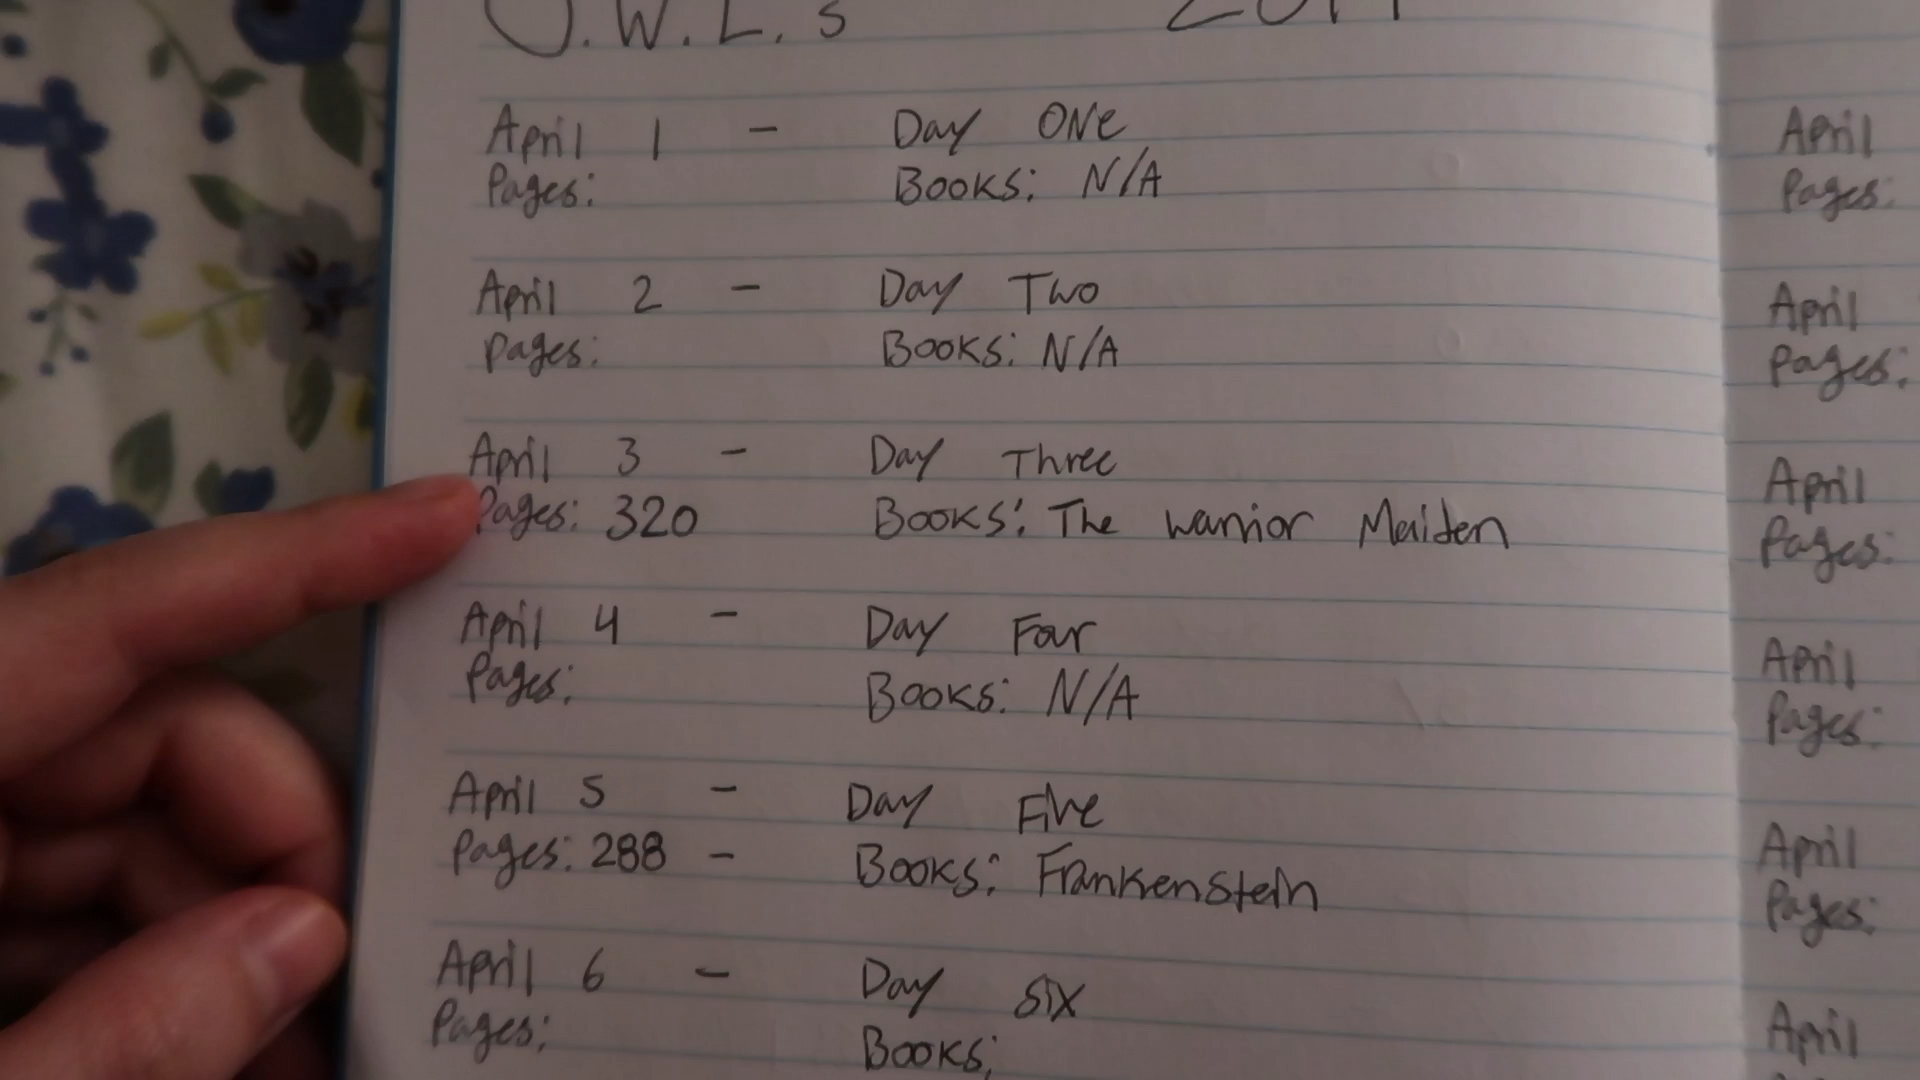 O.W.L.s 2019
April 1 - Day One
Pages: Books: N/A
April 2 - Day Two
Pages: Books: N/A
April 3 - Day Three
Pages: 320 Books: The Warrior Maiden
April 4 - Day Four
Pages: Books: N/A
April 5 - Day Five
Pages: 288 - Books: Frankenstein
April 6 - Day Six
Pages: Books:
April
Pages:
April
Pages:
April
Pages:
April
Pages:
April
Pages:
April